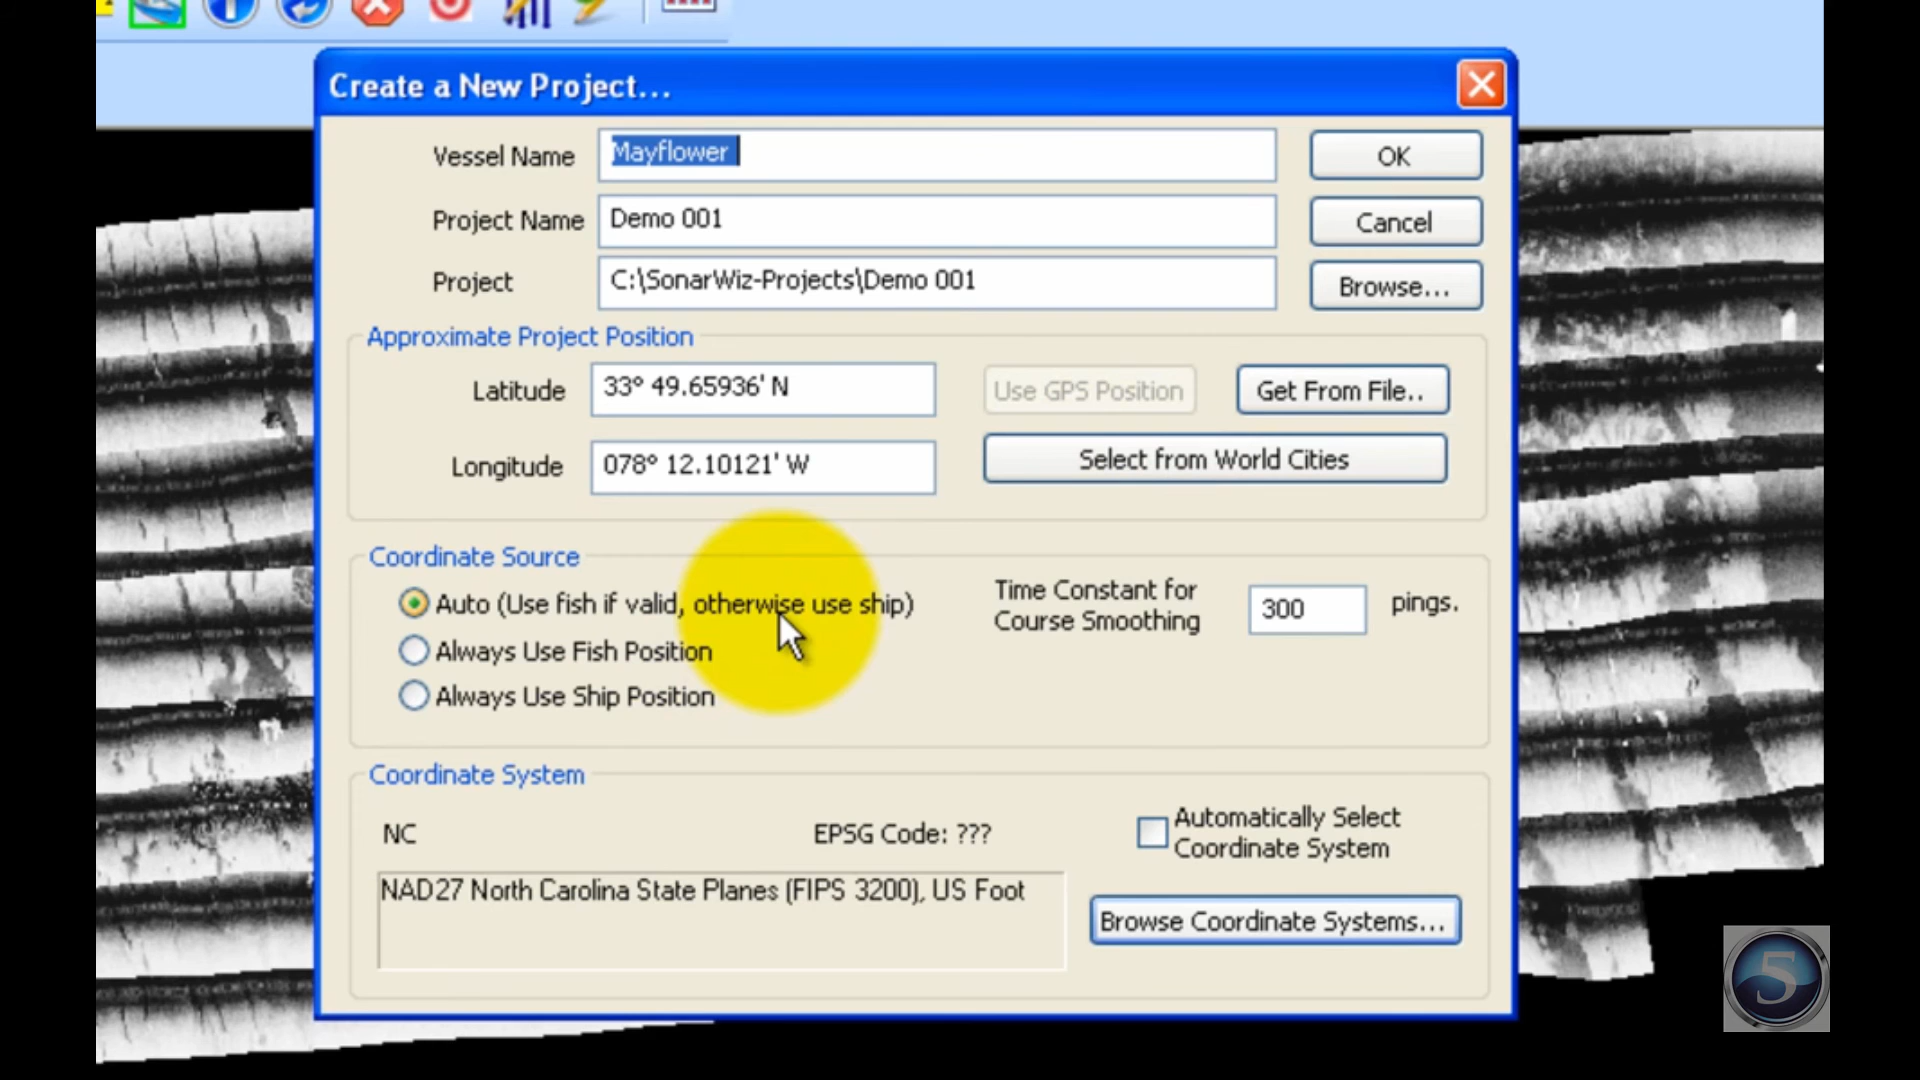 Create a New Project...
Vessel Name Mayflower OK
Project Name Demo 001 Cancel
Project C:\SonarWiz-Projects\Demo 001 Browse...
Approximate Project Position
Latitude 33° 49.65936' N Use GPS Position Get From File..
Longitude 078° 12.10121' W Select from World Cities
Coordinate Source
Auto (Use fish if valid, otherwise use ship)
Always Use Fish Position
Always Use Ship Position
Time Constant for
Course Smoothing 300 pings.
Coordinate System
NC EPSG Code: ???
Automatically Select
Coordinate System
NAD27 North Carolina State Planes (FIPS 3200), US Foot
Browse Coordinate Systems...
5